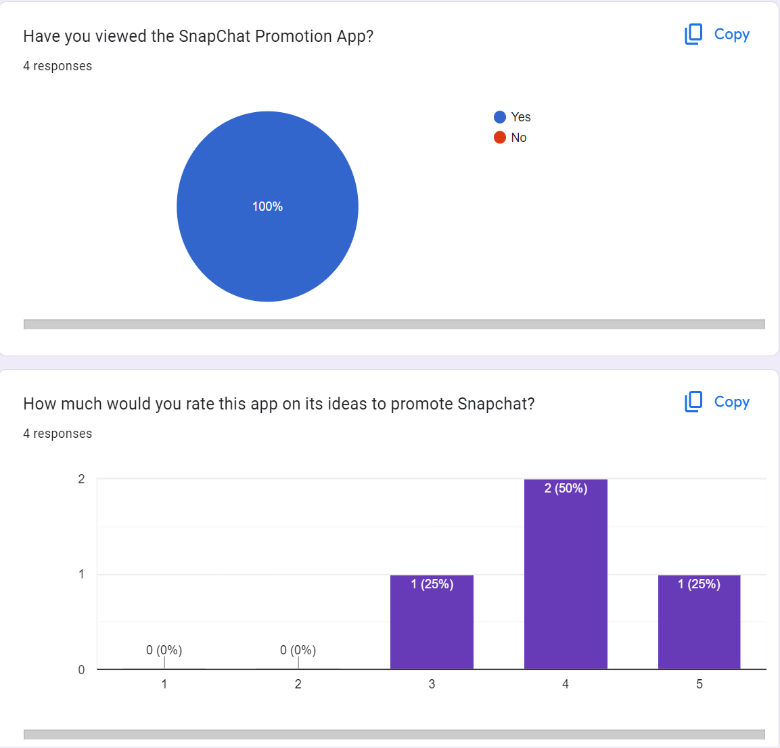 Have you viewed the SnapChat Promotion App?
Copy
4 responses
Yes
No
100%
How much would you rate this app on its ideas to promote Snapchat?
Copy
4 responses
2
2 (50%)
1
1 (25%)
1 (25%)
0 (0%)
0 (0%)
0
1
2
3
4
5